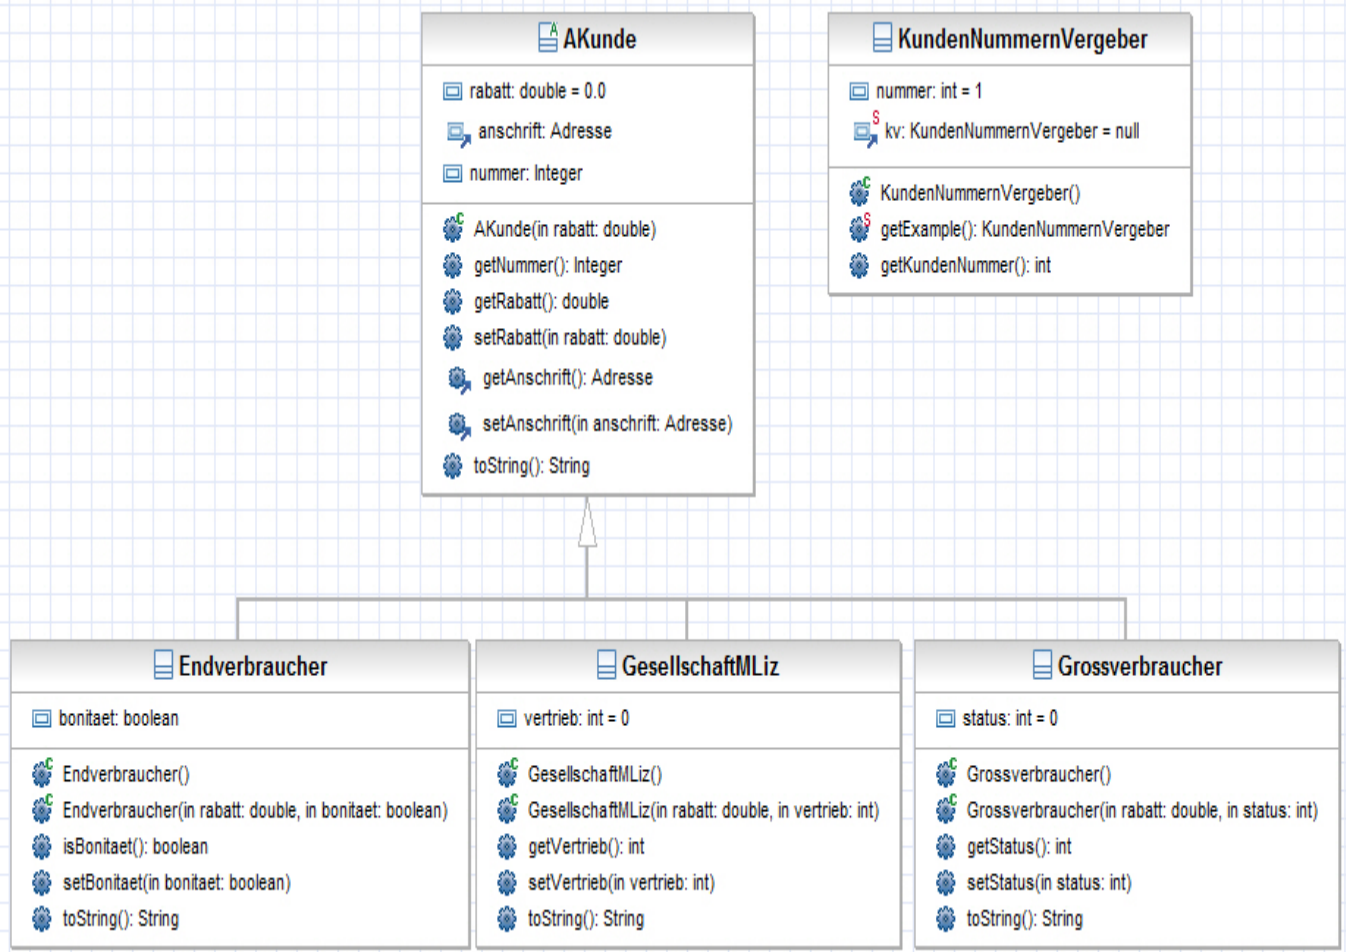 AKunde
rabatt: double = 0.0
anschrift: Adresse
nummer: Integer
AKunde(in rabatt: double)
getNummer(): Integer
getRabatt(): double
setRabatt(in rabatt: double)
getAnschrift(): Adresse
setAnschrift(in anschrift: Adresse)
toString(): String
KundenNummernVergeber
nummer: int = 1
kv: KundenNummernVergeber = null
KundenNummernVergeber()
getExample(): KundenNummernVergeber
getKundenNummer(): int
Endverbraucher
bonitaet: boolean
Endverbraucher()
Endverbraucher(in rabatt: double, in bonitaet: boolean)
isBonitaet(): boolean
setBonitaet(in bonitaet: boolean)
toString(): String
GesellschaftMLiz
vertrieb: int = 0
GesellschaftMLiz()
GesellschaftMLiz(in rabatt: double, in vertrieb: int)
getVertrieb(): int
setVertrieb(in vertrieb: int)
toString(): String
Grossverbraucher
status: int = 0
Grossverbraucher()
Grossverbraucher(in rabatt: double, in status: int)
getStatus(): int
setStatus(in status: int)
toString(): String